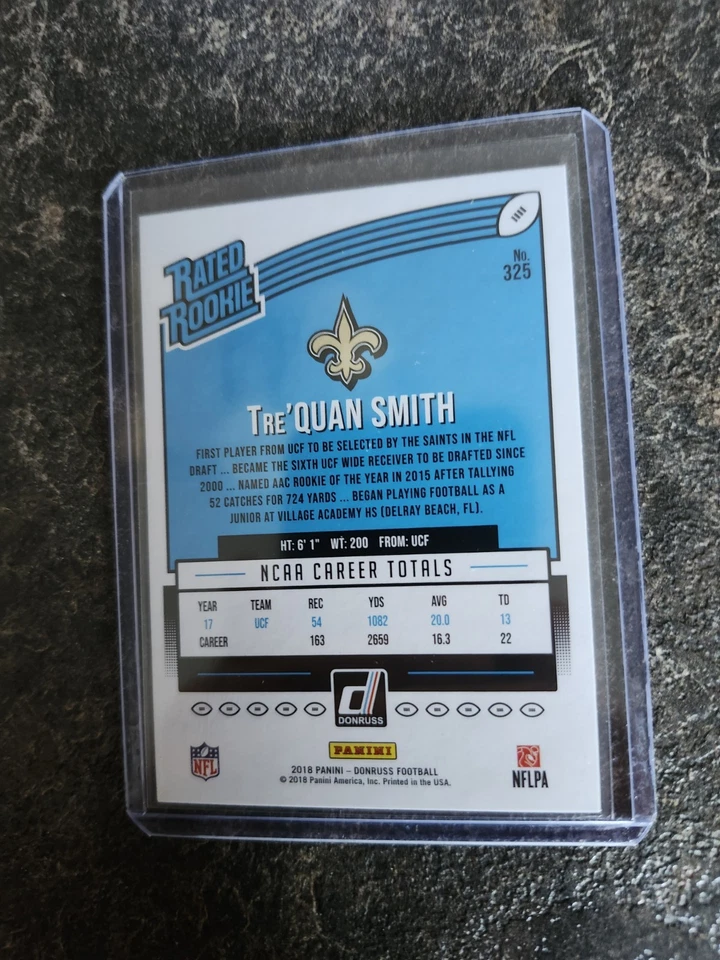 RATED
ROOKIE
No.
325
TRE'QUAN SMITH
FIRST PLAYER FROM UCF TO BE SELECTED BY THE SAINTS IN THE NFL
DRAFT ... BECAME THE SIXTH UCF WIDE RECEIVER TO BE DRAFTED SINCE
2000 ... NAMED AAC ROOKIE OF THE YEAR IN 2015 AFTER TALLYING
52 CATCHES FOR 724 YARDS ... BEGAN PLAYING FOOTBALL AS A
JUNIOR AT VILLAGE ACADEMY HS (DELRAY BEACH, FL).
HT: 6' 1" WT: 200 FROM: UCF
NCAA CAREER TOTALS
YEAR TEAM REC YDS AVG TD
17 UCF 54 1082 20.0 13
CAREER 163 2659 16.3 22
d
DONRUSS
PANINI
NFL
NFLPA
2018 PANINI – DONRUSS FOOTBALL
© 2018 Panini America, Inc. Printed in the USA.